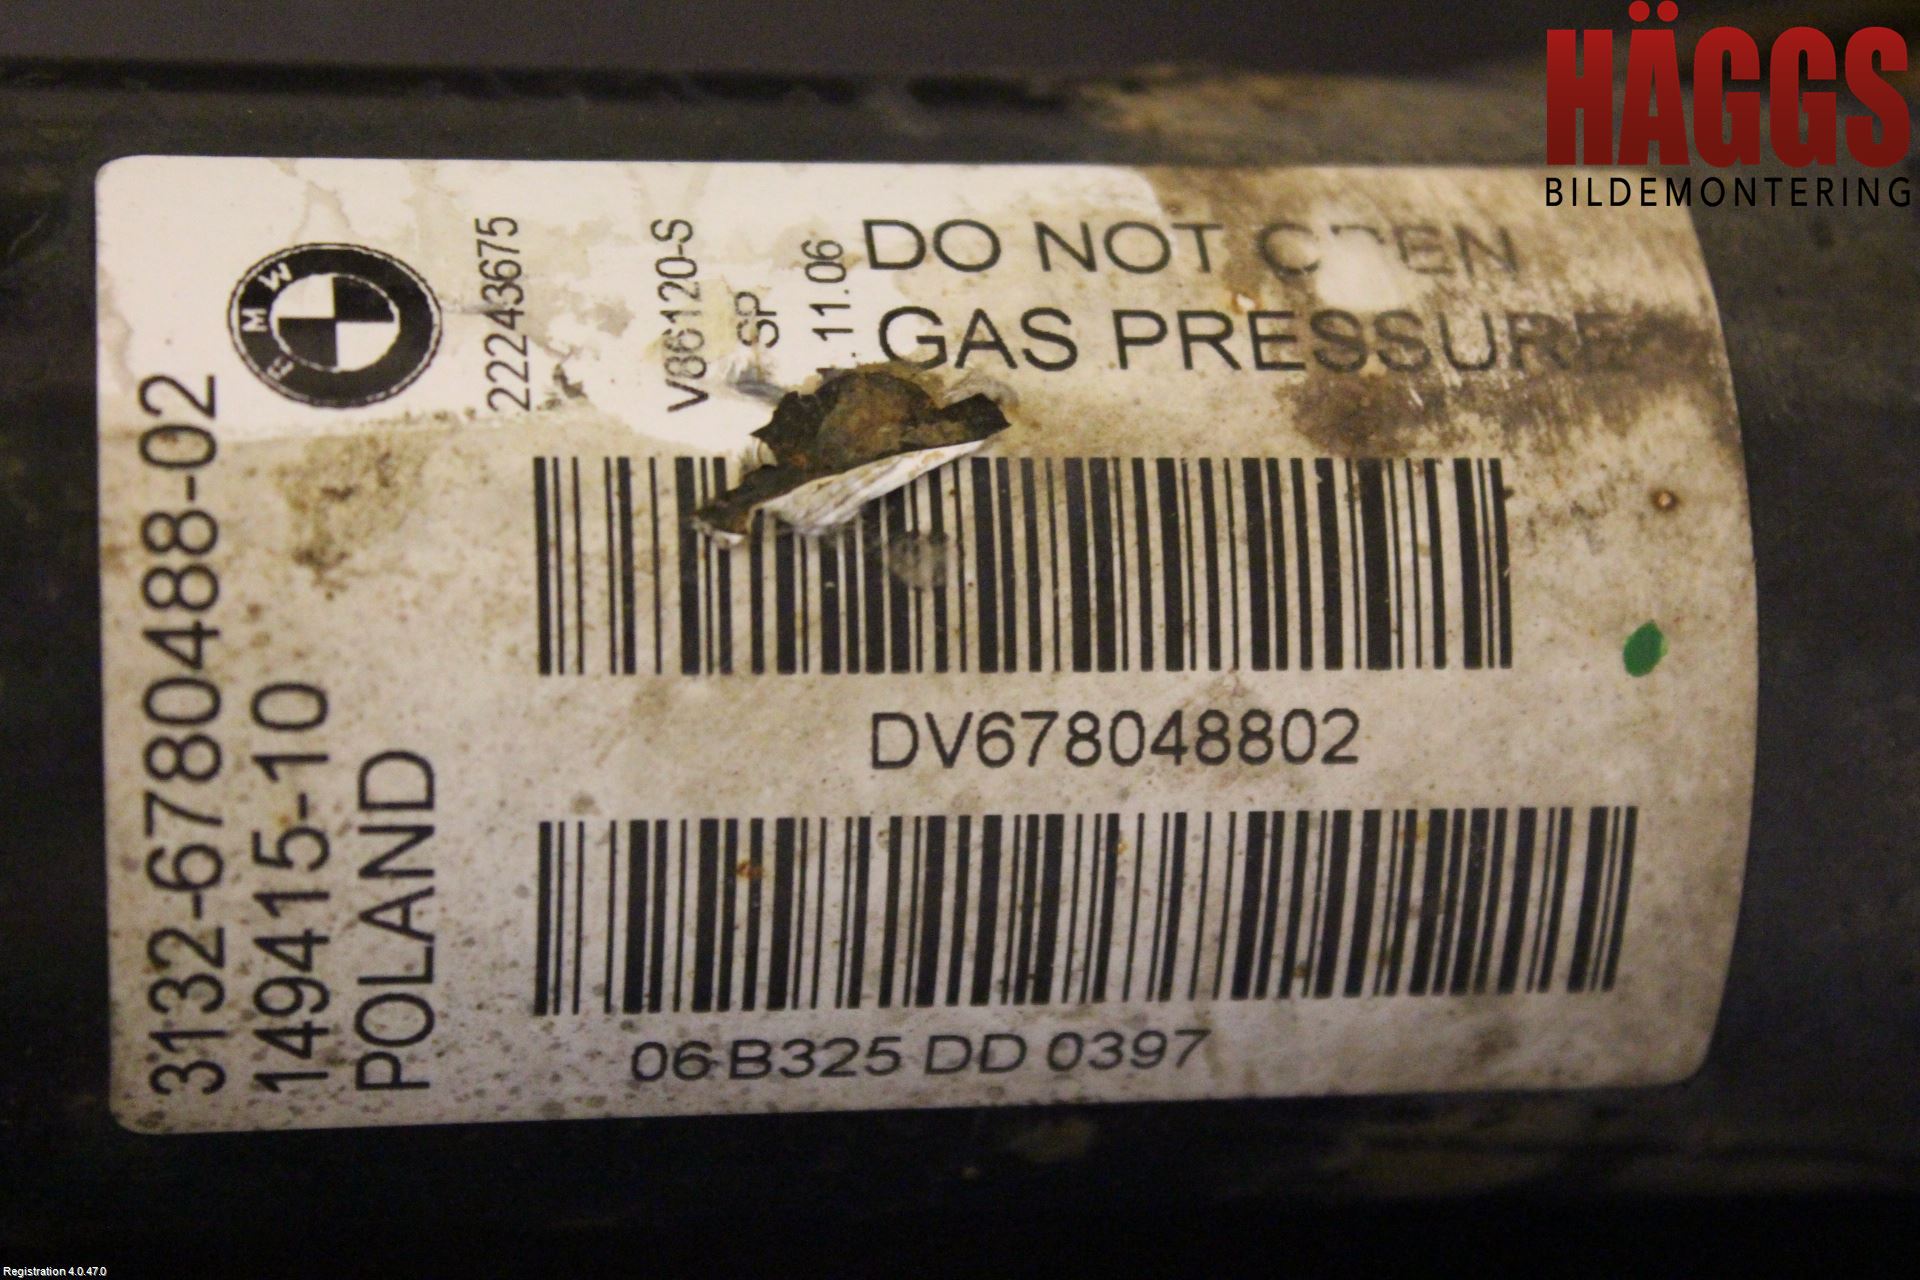 HÄGGS
BILDEMONTERING
BMW
3132-6780488-02
149415-10
POLAND
22243675
V86120-S
SP
11.06
DO NOT OPEN
GAS PRESSURE
DV678048802
06 B325 DD 0397
Registration 4.0.47.0